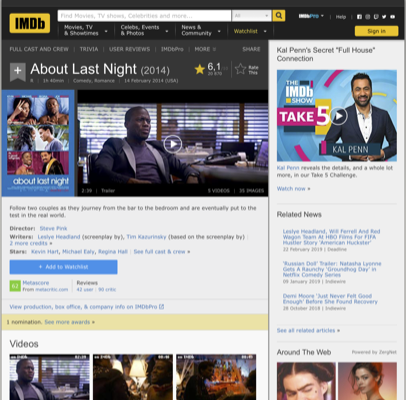 IMDb
Find Movies, TV shows, Celebrities and more...
All
IMDbPro
Help
Movies, TV
& Showtimes
Celebs, Events
& Photos
News &
Community
Watchlist
Sign in
FULL CAST AND CREW | TRIVIA | USER REVIEWS | IMDbPro | MORE
SHARE
About Last Night (2014)
6,1
Rate
This
R | 1h 40min | Comedy, Romance | 14 February 2014 (USA)
about last night
2:39 | Trailer
5 VIDEOS | 35 IMAGES
Follow two couples as they journey from the bar to the bedroom and are eventually put to the
test in the real world.
Director: Steve Pink
Writers: Leslye Headland (screenplay by), Tim Kazurinsky (based on the screenplay by) |
2 more credits »
Stars: Kevin Hart, Michael Ealy, Regina Hall | See full cast & crew »
+ Add to Watchlist
62
Metascore
From metacritic.com
Reviews
42 user | 90 critic
View production, box office, & company info on IMDbPro
1 nomination. See more awards »
Videos
Kal Penn's Secret "Full House"
Connection
THE
IMDb
SHOW
TAKE 5
KAL PENN
Kal Penn reveals the details, and a whole lot
more, in our Take 5 Challenge.
Watch now »
Related News
Leslye Headland, Will Ferrell And Red
Wagon Team At HBO Films For FIFA
Hustler Story 'American Huckster'
22 February 2019 | Deadline
'Russian Doll' Trailer: Natasha Lyonne
Gets A Raunchy 'Groundhog Day' in
Netflix Comedy Series
09 January 2019 | Indiewire
Demi Moore 'Just Never Felt Good
Enough' Before She Found Recovery
28 October 2018 |
See all related articles »
Around The Web
Powered by ZergNet